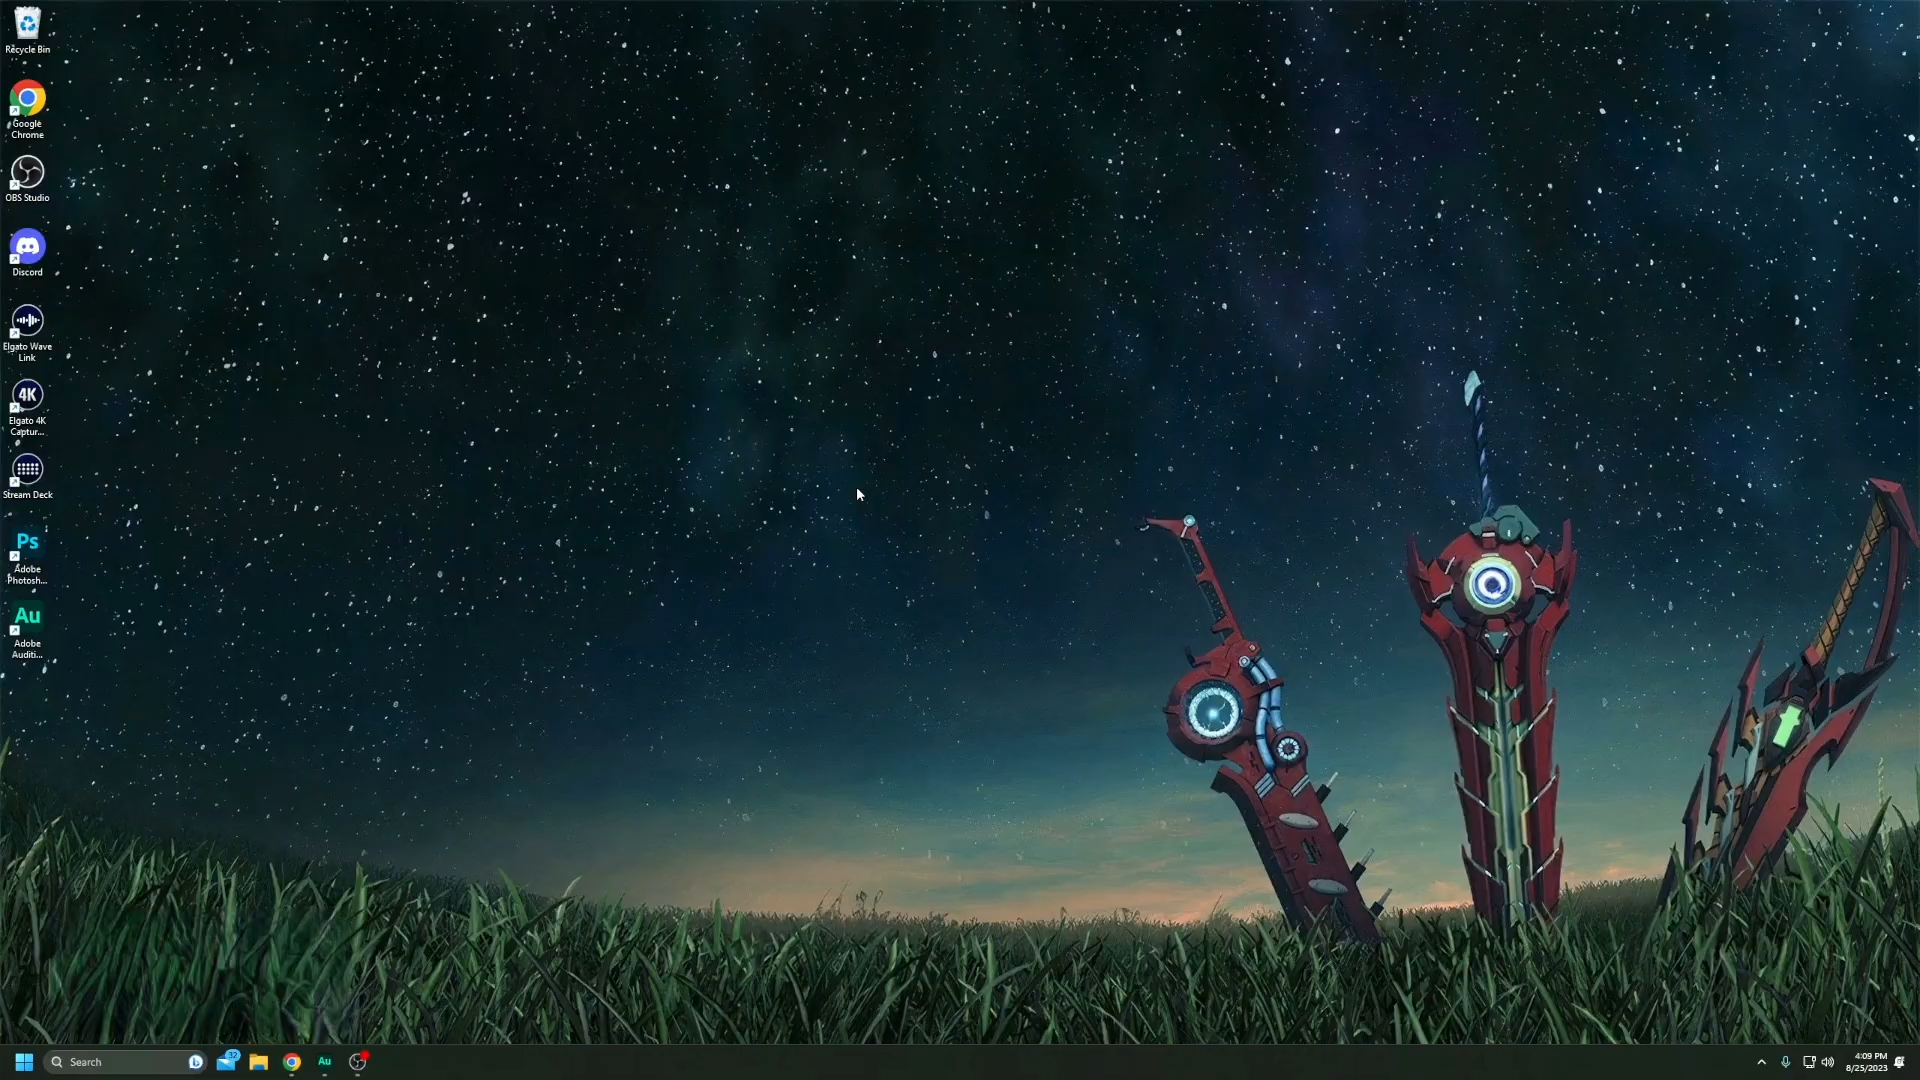 Recycle Bin
Google
Chrome
OBS Studio
Discord
Elgato Wave
Link
4K
Elgato 4K
Captur...
Stream Deck
Ps
Adobe
Photosh...
Au
Adobe
Auditi...
Search
32
Au
4:09 PM
8/25/2023